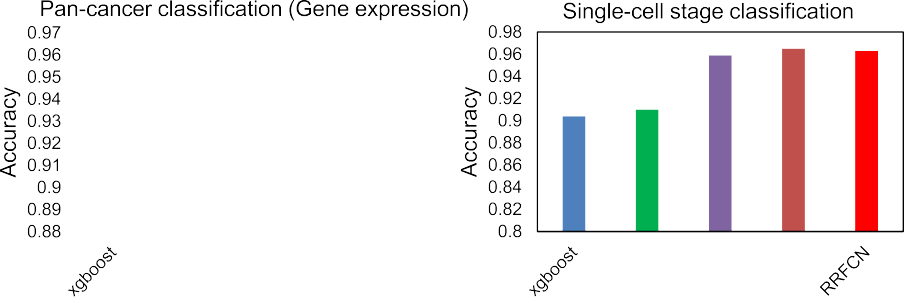 Pan-cancer classification (Gene expression)
Accuracy
0.97
0.96
0.95
0.94
0.93
0.92
0.91
0.9
0.89
0.88
xgboost
Single-cell stage classification
Accuracy
0.98
0.96
0.94
0.92
0.9
0.88
0.86
0.84
0.82
0.8
xgboost
RRFCN